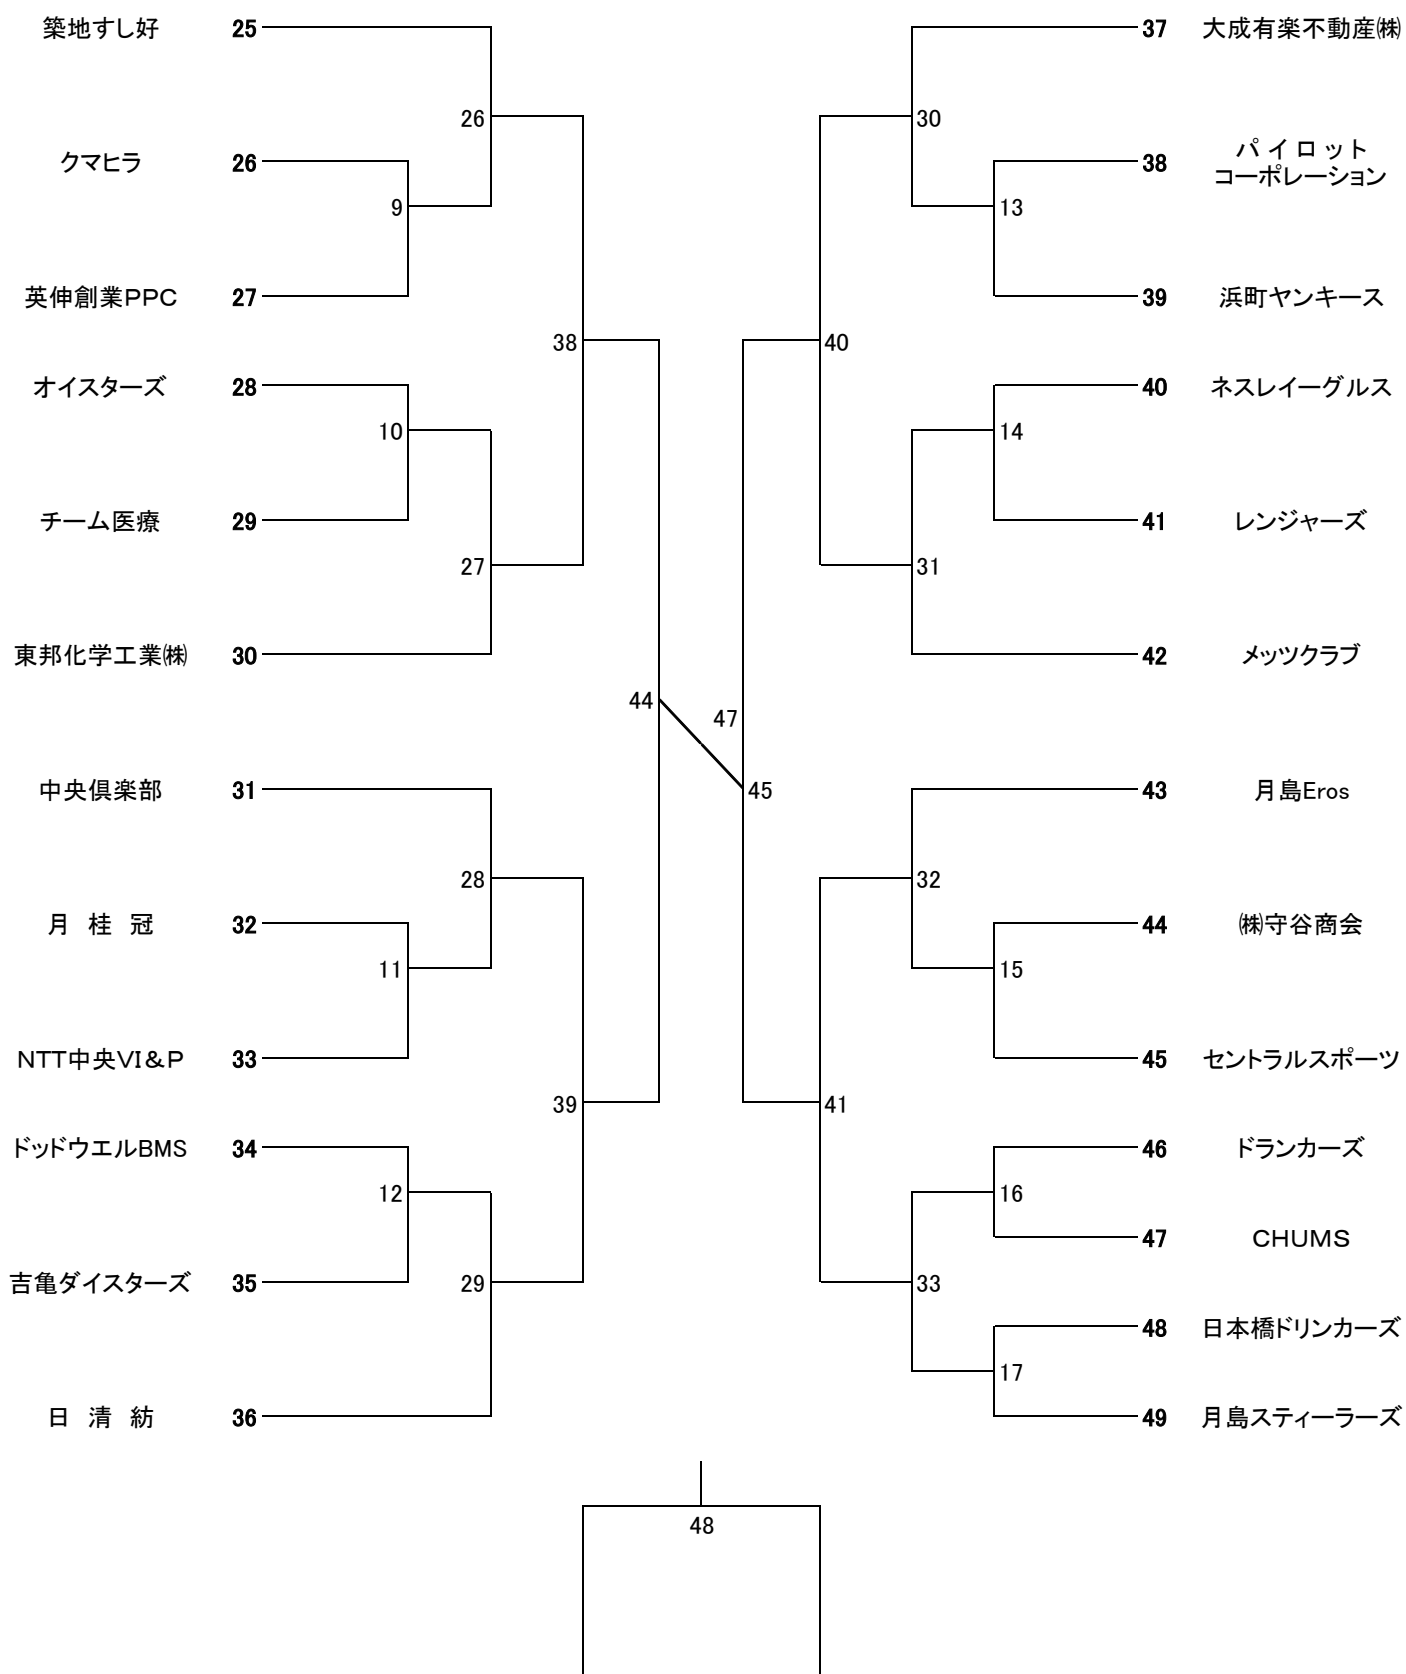 築地すし好 25
26
クマヒラ 26
9
英伸創業PPC 27
38
オイスターズ 28
10
チーム医療 29
27
東邦化学工業㈱ 30
44
中央倶楽部 31
28
月 桂 冠 32
11
NTT中央VI&P 33
39
ドッドウエルBMS 34
12
吉亀ダイスターズ 35
29
日 清 紡 36
37 大成有楽不動産㈱
30
38 パ イ ロ ッ ト
コーポレーション
13
39 浜町ヤンキース
40
40 ネスレイーグルス
14
41 レンジャーズ
31
42 メッツクラブ
47
45
43 月島Eros
32
44 ㈱守谷商会
15
45 セントラルスポーツ
41
46 ドランカーズ
16
47 CHUMS
33
48 日本橋ドリンカーズ
17
49 月島スティーラーズ
48